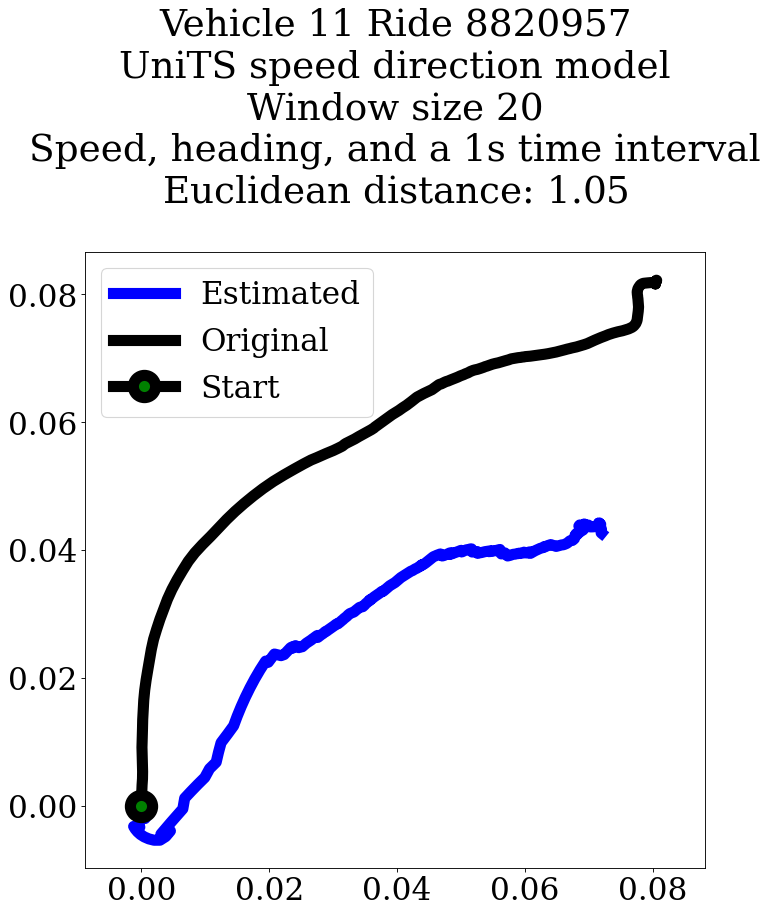 Vehicle 11 Ride 8820957
UniTS speed direction model
Window size 20
Speed, heading, and a 1s time interval
Euclidean distance: 1.05
Estimated
Original
Start
0.08
0.06
0.04
0.02
0.00
0.00 0.02 0.04 0.06 0.08